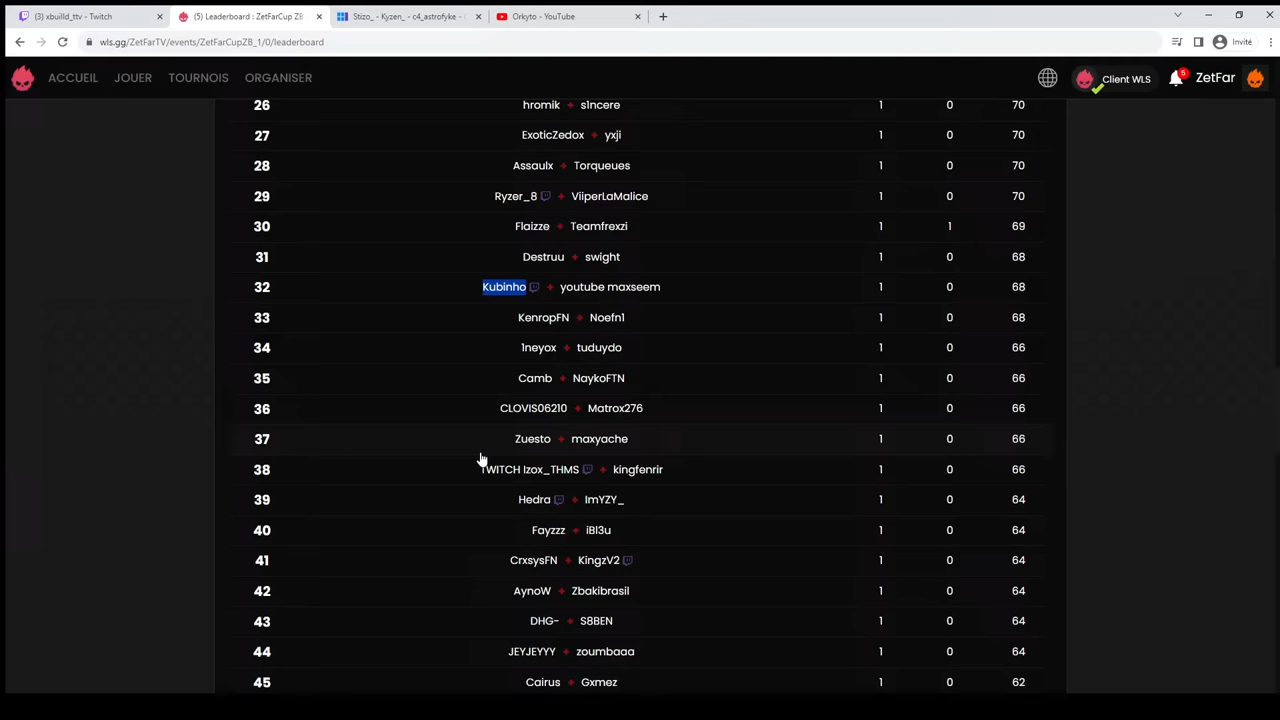 (3) xbuild_ttv - Twitch
(5) Leaderboard : ZetFarCup ZB
Stizo_ - Kyzen_ - c4_astrofyke -
Orkyto - YouTube
wls.gg/ZetFarTV/events/ZetFarCupZB_1/0/leaderboard
Invité
ACCUEIL JOUER TOURNOIS ORGANISER
Client WLS
6
ZetFar
26 hromik s1ncere 1 0 70
27 ExoticZedox yxji 1 0 70
28 Assaulx Torqueues 1 0 70
29 Ryzer_8 ViiperLaMalice 1 0 70
30 Flaizze Teamfrexzi 1 1 69
31 Destruu swight 1 0 68
32 Kubinho youtube maxseem 1 0 68
33 KenropFN Noefn1 1 0 68
34 1neyox tuduydo 1 0 66
35 Camb NaykoFTN 1 0 66
36 CLOVIS06210 Matrox276 1 0 66
37 Zuesto maxyache 1 0 66
38 TWITCH Izox_THMS kingfenrir 1 0 66
39 Hedra ImYZY_ 1 0 64
40 Fayzzz iBl3u 1 0 64
41 CrxsysFN KingzV2 1 0 64
42 AynoW Zbakibrasil 1 0 64
43 DHG- S8BEN 1 0 64
44 JEYJEYYY zoumbaaa 1 0 64
45 Cairus Gxmez 1 0 62